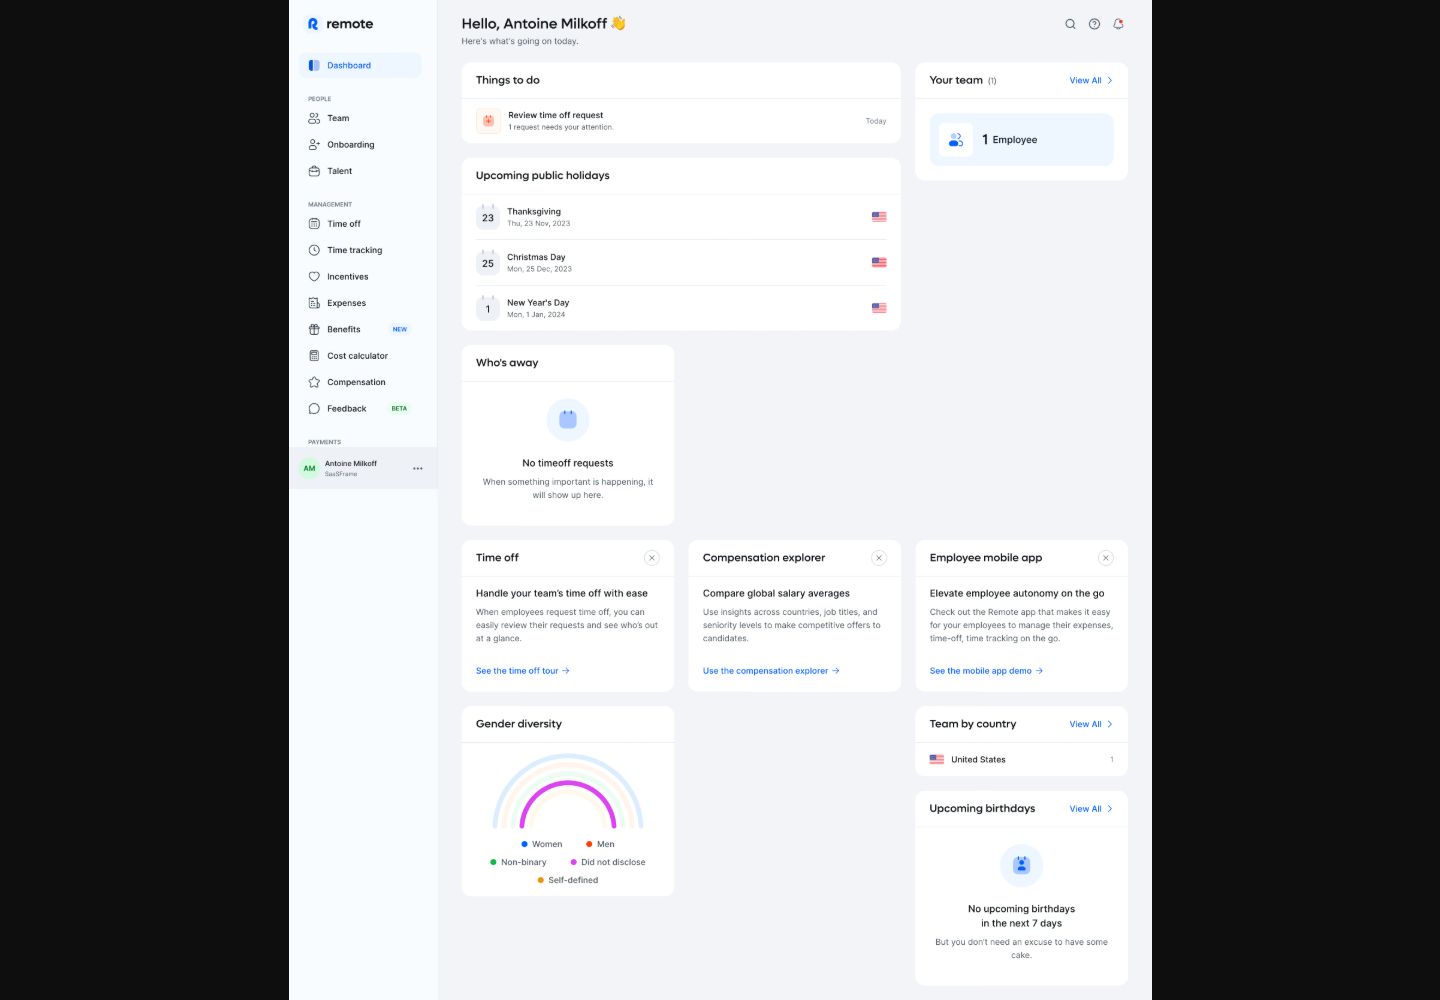 remote
Dashboard
PEOPLE
Team
Onboarding
Talent
MANAGEMENT
Time off
Time tracking
Incentives
Expenses
Benefits NEW
Cost calculator
Compensation
Feedback BETA
PAYMENTS
AM
Antoine Milkoff
SaaSFrame
Hello, Antoine Milkoff 👋
Here's what's going on today.
Things to do
Review time off request
1 request needs your attention.
Today
Your team (1) View All
1 Employee
Upcoming public holidays
23 Thanksgiving
Thu, 23 Nov, 2023
25 Christmas Day
Mon, 25 Dec, 2023
1 New Year's Day
Mon, 1 Jan, 2024
Who's away
No timeoff requests
When something important is happening, it
will show up here.
Time off
Handle your team's time off with ease
When employees request time off, you can
easily review their requests and see who's out
at a glance.
See the time off tour →
Compensation explorer
Compare global salary averages
Use insights across countries, job titles, and
seniority levels to make competitive offers to
candidates.
Use the compensation explorer →
Employee mobile app
Elevate employee autonomy on the go
Check out the Remote app that makes it easy
for your employees to manage their expenses,
time-off, time tracking on the go.
See the mobile app demo →
Gender diversity
Women Men
Non-binary Did not disclose
Self-defined
Team by country View All
United States 1
Upcoming birthdays View All
No upcoming birthdays
in the next 7 days
But you don't need an excuse to have some
cake.